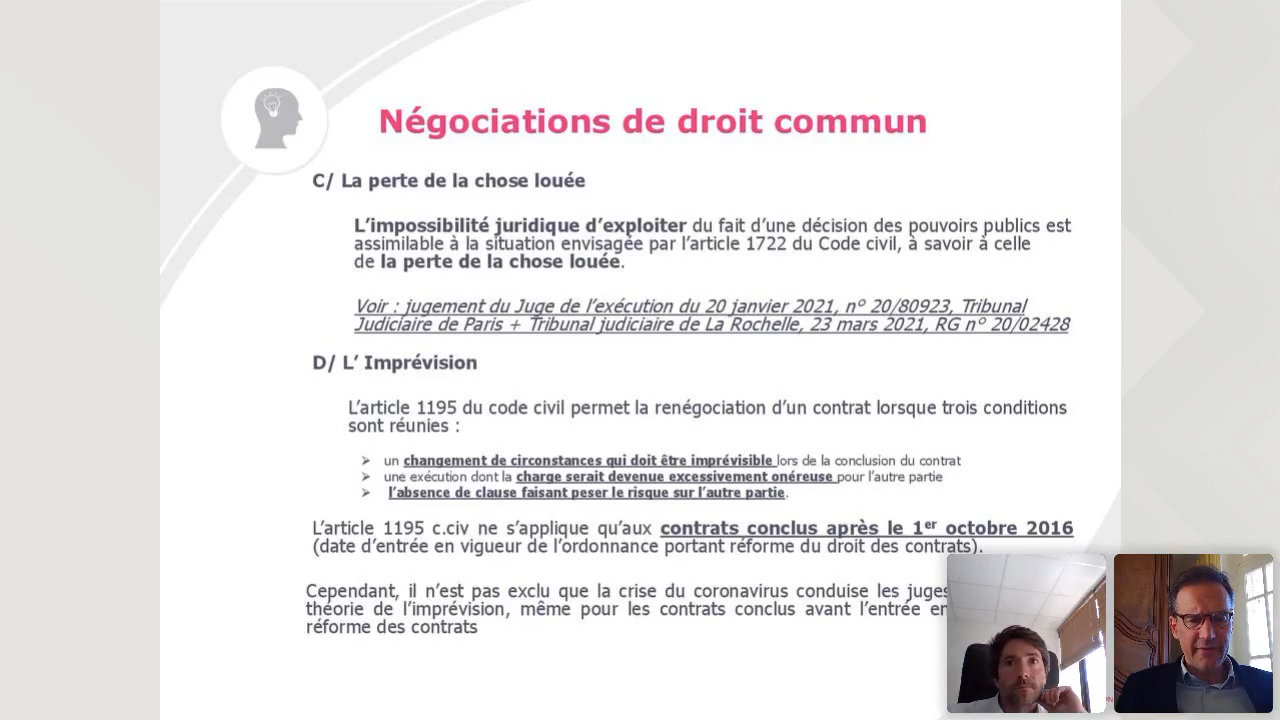 Négociations de droit commun
C/ La perte de la chose louée
L’impossibilité juridique d’exploiter du fait d’une décision des pouvoirs publics est
assimilable à la situation envisagée par l’article 1722 du Code civil, à savoir à celle
de la perte de la chose louée.
Voir : jugement du Juge de l’exécution du 20 janvier 2021, n° 20/80923, Tribunal
Judiciaire de Paris + Tribunal judiciaire de La Rochelle, 23 mars 2021, RG n° 20/02428
D/ L’ Imprévision
L’article 1195 du code civil permet la renégociation d’un contrat lorsque trois conditions
sont réunies :
➢ un changement de circonstances qui doit être imprévisible lors de la conclusion du contrat
➢ une exécution dont la charge serait devenue excessivement onéreuse pour l’autre partie
➢ l’absence de clause faisant peser le risque sur l’autre partie.
L’article 1195 c.civ ne s’applique qu’aux contrats conclus après le 1er octobre 2016
(date d’entrée en vigueur de l’ordonnance portant réforme du droit des contrats).
Cependant, il n’est pas exclu que la crise du coronavirus conduise les juges
théorie de l’imprévision, même pour les contrats conclus avant l’entrée en
réforme des contrats